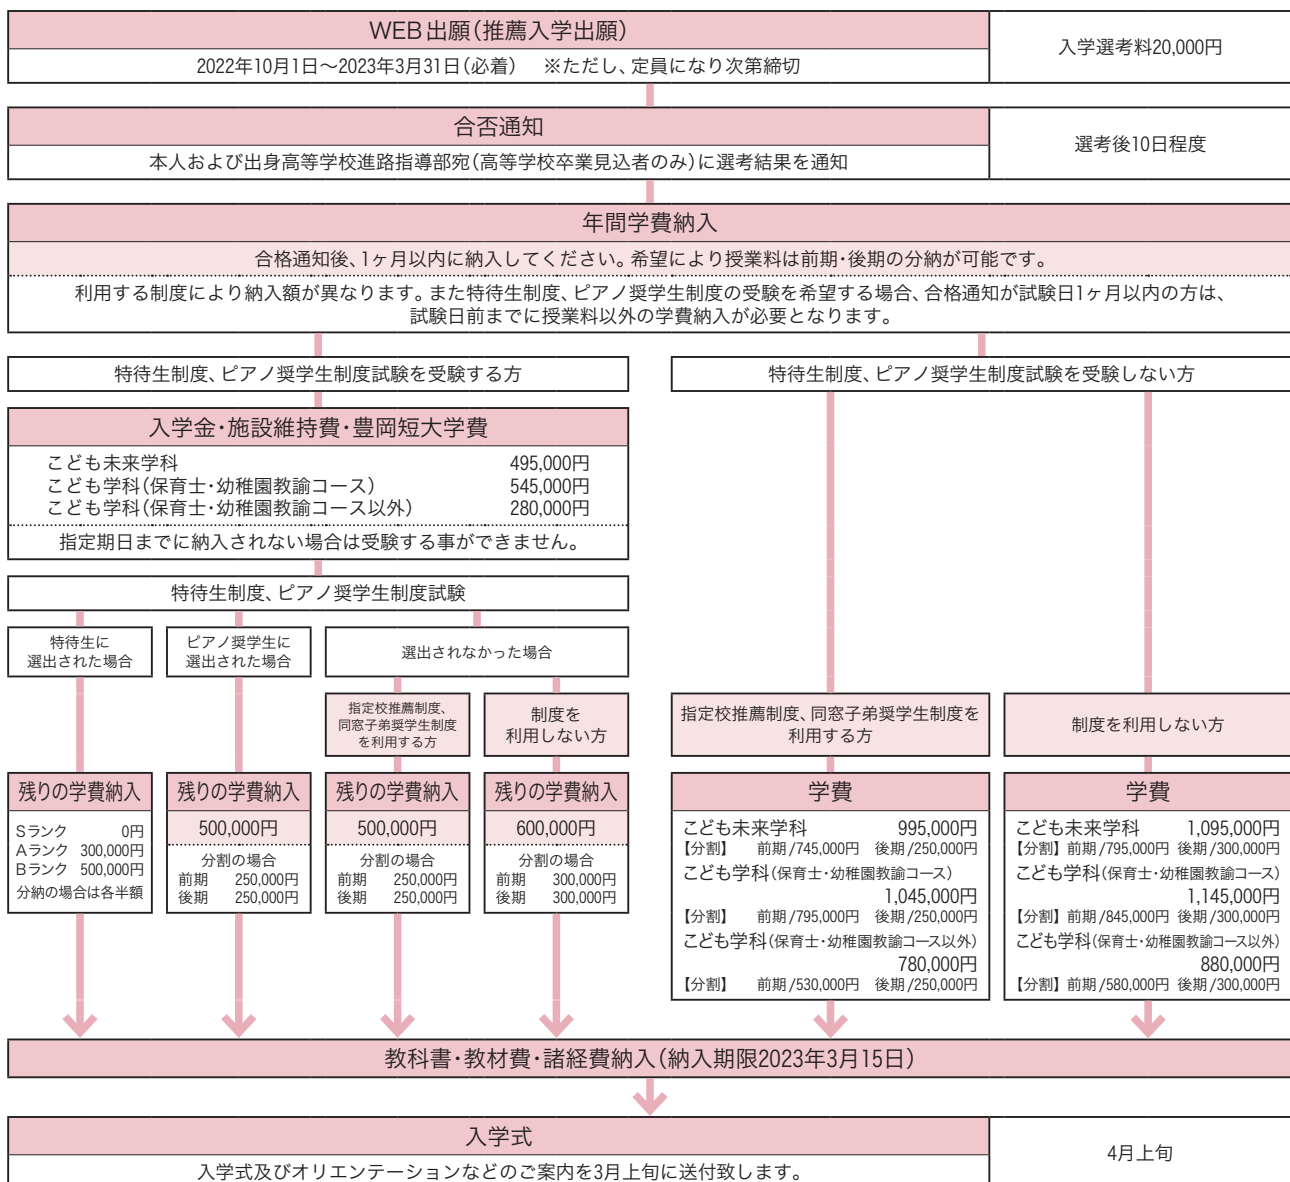 WEB出願(推薦入学出願)
入学選考料20,000円
2022年10月1日～2023年3月31日(必着)　※ただし、定員になり次第締切
合否通知
選考後10日程度
本人および出身高等学校進路指導部宛(高等学校卒業見込者のみ)に選考結果を通知
年間学費納入
合格通知後、1ヶ月以内に納入してください。希望により授業料は前期・後期の分納が可能です。
利用する制度により納入額が異なります。また特待生制度、ピアノ奨学生制度の受験を希望する場合、合格通知が試験日1ヶ月以内の方は、
試験日前までに授業料以外の学費納入が必要となります。
特待生制度、ピアノ奨学生制度試験を受験する方
入学金・施設維持費・豊岡短大学費
こども未来学科 495,000円
こども学科(保育士・幼稚園教諭コース) 545,000円
こども学科(保育士・幼稚園教諭コース以外) 280,000円
指定期日までに納入されない場合は受験する事ができません。
特待生制度、ピアノ奨学生制度試験
特待生に
選出された場合
ピアノ奨学生に
選出された場合
選出されなかった場合
指定校推薦制度、
同窓子弟奨学生制度
を利用する方
制度を
利用しない方
残りの学費納入
Sランク 0円
Aランク 300,000円
Bランク 500,000円
分納の場合は各半額
残りの学費納入
500,000円
分割の場合
前期 250,000円
後期 250,000円
残りの学費納入
500,000円
分割の場合
前期 250,000円
後期 250,000円
残りの学費納入
600,000円
分割の場合
前期 300,000円
後期 300,000円
特待生制度、ピアノ奨学生制度試験を受験しない方
指定校推薦制度、同窓子弟奨学生制度を
利用する方
学費
こども未来学科 995,000円
【分割】 前期/745,000円 後期/250,000円
こども学科(保育士・幼稚園教諭コース)
1,045,000円
【分割】 前期/795,000円 後期/250,000円
こども学科(保育士・幼稚園教諭コース以外)
780,000円
【分割】 前期/530,000円 後期/250,000円
制度を利用しない方
学費
こども未来学科 1,095,000円
【分割】前期/795,000円 後期/300,000円
こども学科(保育士・幼稚園教諭コース)
1,145,000円
【分割】前期/845,000円 後期/300,000円
こども学科(保育士・幼稚園教諭コース以外)
880,000円
【分割】前期/580,000円 後期/300,000円
教科書・教材費・諸経費納入(納入期限2023年3月15日)
入学式
4月上旬
入学式及びオリエンテーションなどのご案内を3月上旬に送付致します。